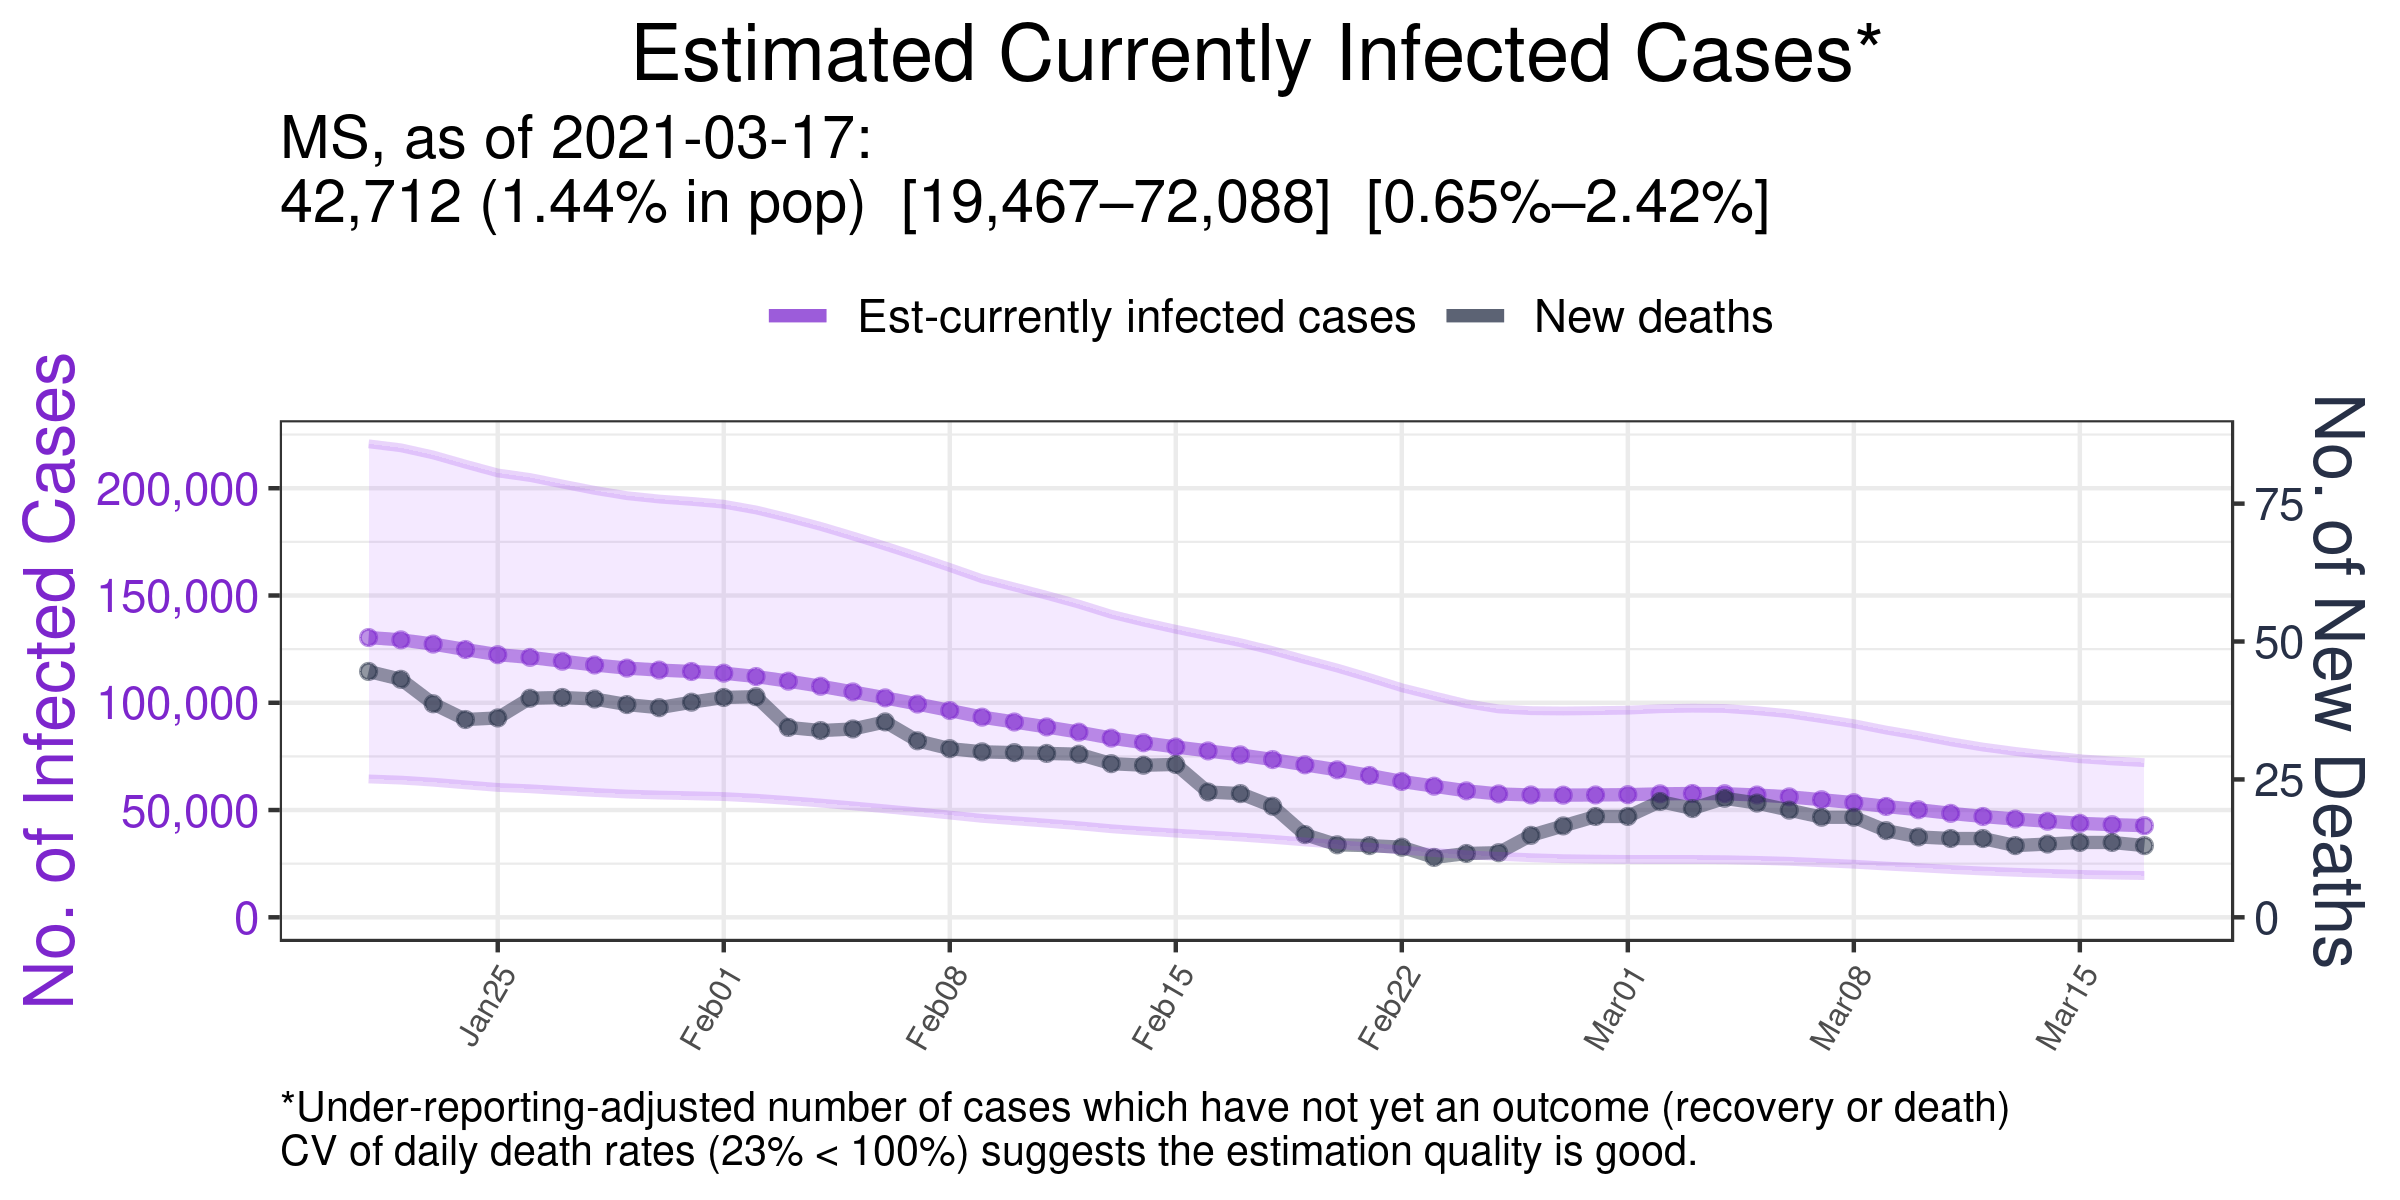 Estimated Currently Infected Cases*
MS, as of 2021-03-17:
42,712 (1.44% in pop)  [19,467–72,088]  [0.65%–2.42%]
Est-currently infected cases
New deaths
No. of Infected Cases
200,000
150,000
100,000
50,000
0
75
50
25
0
No. of New Deaths
Jan25
Feb01
Feb08
Feb15
Feb22
Mar01
Mar08
Mar15
*Under-reporting-adjusted number of cases which have not yet an outcome (recovery or death)
CV of daily death rates (23% < 100%) suggests the estimation quality is good.